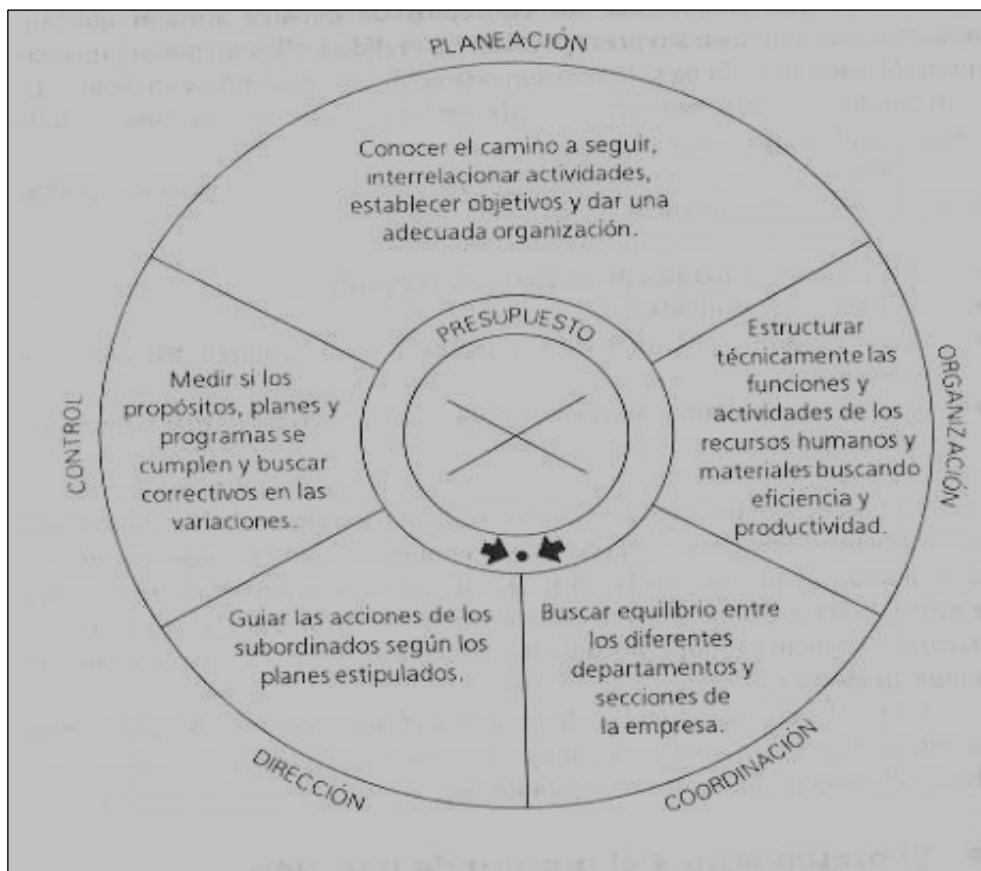 PLANEACIÓN
Conocer el camino a seguir,
interrelacionar actividades,
establecer objetivos y dar una
adecuada organización.
PRESUPUESTO
ORGANIZACIÓN
Estructurar
técnicamente las
funciones y
actividades de los
recursos humanos y
materiales buscando
eficiencia y
productividad.
CONTROL
Medir si los
propósitos, planes y
programas se
cumplen y buscar
correctivos en las
variaciones.
Guiar las acciones de los
subordinados según los
planes estipulados.
DIRECCIÓN
Buscar equilibrio entre
los diferentes
departamentos y
secciones de
la empresa.
COORDINACIÓN